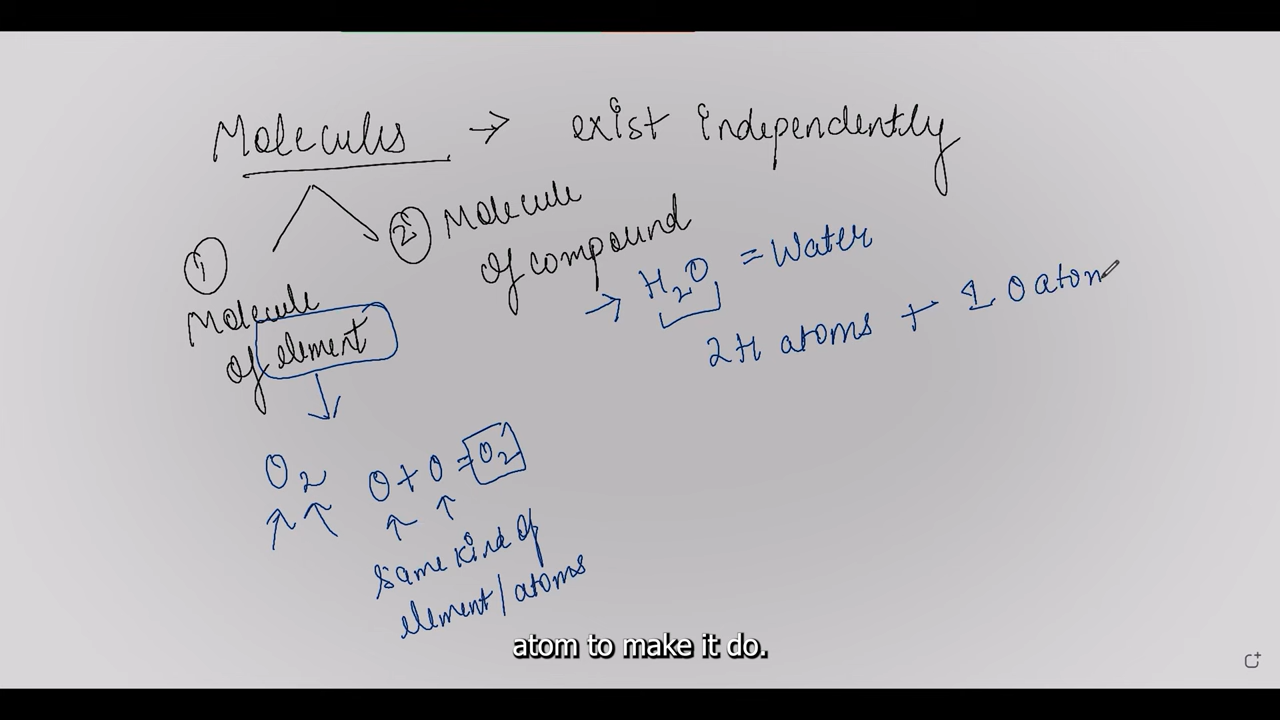 Molecules → exist independently
① Molecule
of element
② Molecule
of compound
→ H₂O = Water
2H atoms + 1 O atom
O₂ O + O = O₂
same kind of
element/atoms
atom to make it do.